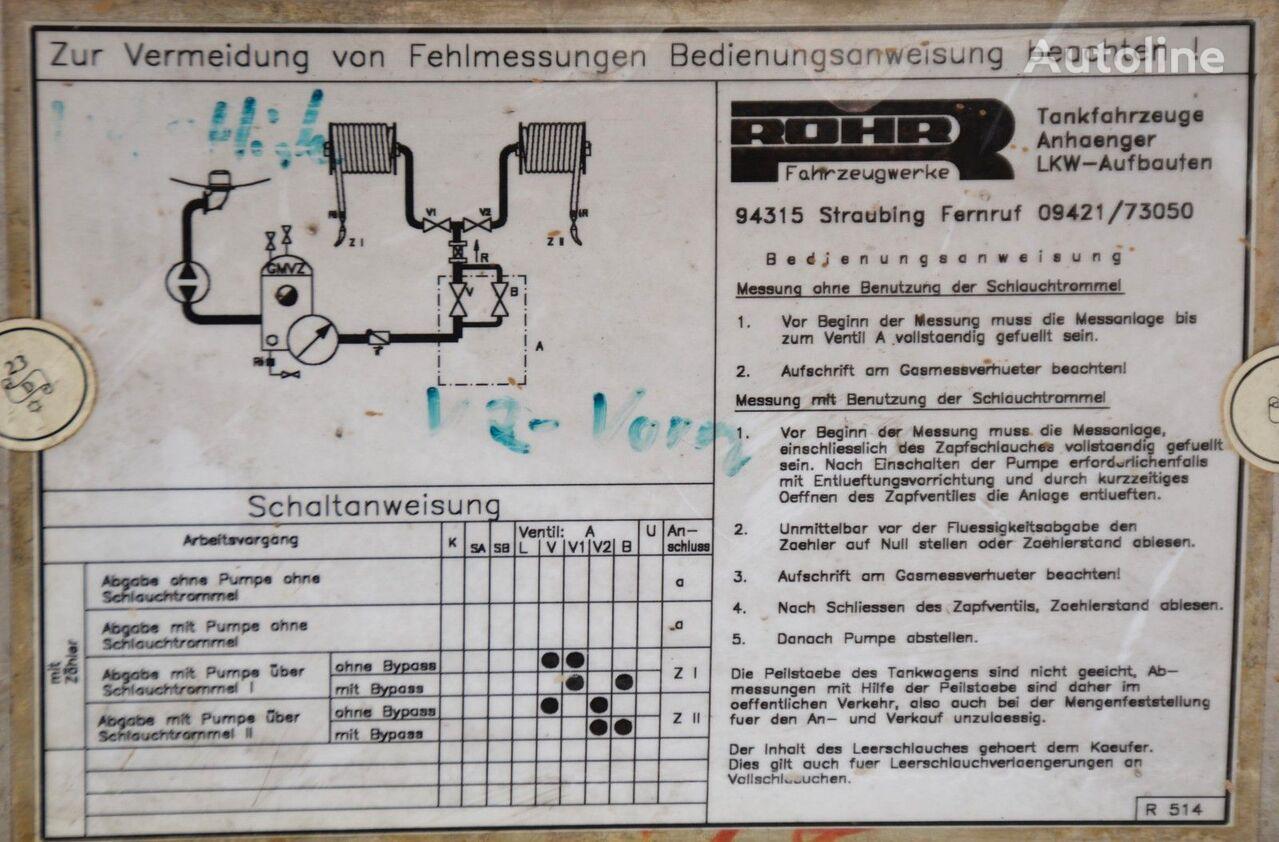 Zur Vermeidung von Fehlmessungen Bedienungsanweisung beachten !
Autoline
V1
V2
Z I
Z II
R
GMVZ
V
B
A
V2- Vorn
ROHR
Fahrzeugwerke
Tankfahrzeuge
Anhaenger
LKW-Aufbauten
94315 Straubing Fernruf 09421/73050
Bedienungsanweisung
Messung ohne Benutzung der Schlauchtrommel
1. Vor Beginn der Messung muss die Messanlage bis
zum Ventil A vollstaendig gefuellt sein.
2. Aufschrift am Gasmessverhueter beachten!
Messung mit Benutzung der Schlauchtrommel
1. Vor Beginn der Messung muss die Messanlage,
einschliesslich des Zapfschlauches vollstaendig gefuellt
sein. Nach Einschalten der Pumpe erforderlichenfalls
mit Entlueftungsvorrichtung und durch kurzzeitiges
Oeffnen des Zapfventiles die Anlage entlueften.
2. Unmittelbar vor der Fluessigkeitsabgabe den
Zaehler auf Null stellen oder Zaehlerstand ablesen.
3. Aufschrift am Gasmessverhueter beachten!
4. Nach Schliessen des Zapfventils, Zaehlerstand ablesen.
5. Danach Pumpe abstellen.
Die Peilstaebe des Tankwagens sind nicht geeicht, Ab-
messungen mit Hilfe der Peilstaebe sind daher im
oeffentlichen Verkehr, also auch bei der Mengenfeststellung
fuer den An- und Verkauf unzulaessig.
Der Inhalt des Leerschlauches gehoert dem Kaeufer.
Dies gilt auch fuer Leerschlauchverlaengerungen an
Vollschlaeuchen.
R 514
Schaltanweisung
Arbeitsvorgang K SA SB Ventil: A U An-
L V V1 V2 B schluss
mit Zähler
Abgabe ohne Pumpe ohne
Schlauchtrommel a
Abgabe mit Pumpe ohne
Schlauchtrommel a
Abgabe mit Pumpe über
Schlauchtrommel I
ohne Bypass
mit Bypass
Z I
Abgabe mit Pumpe über
Schlauchtrommel II
ohne Bypass
mit Bypass
Z II